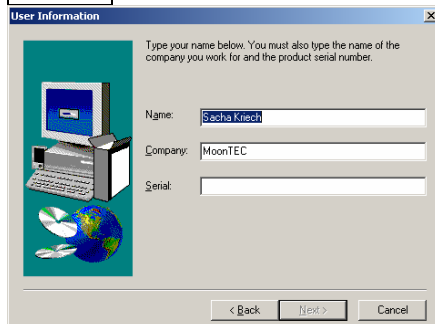 User Information
Type your name below. You must also type the name of the
company you work for and the product serial number.
Name: Sacha Kriech
Company: MoonTEC
Serial:
< Back Next > Cancel